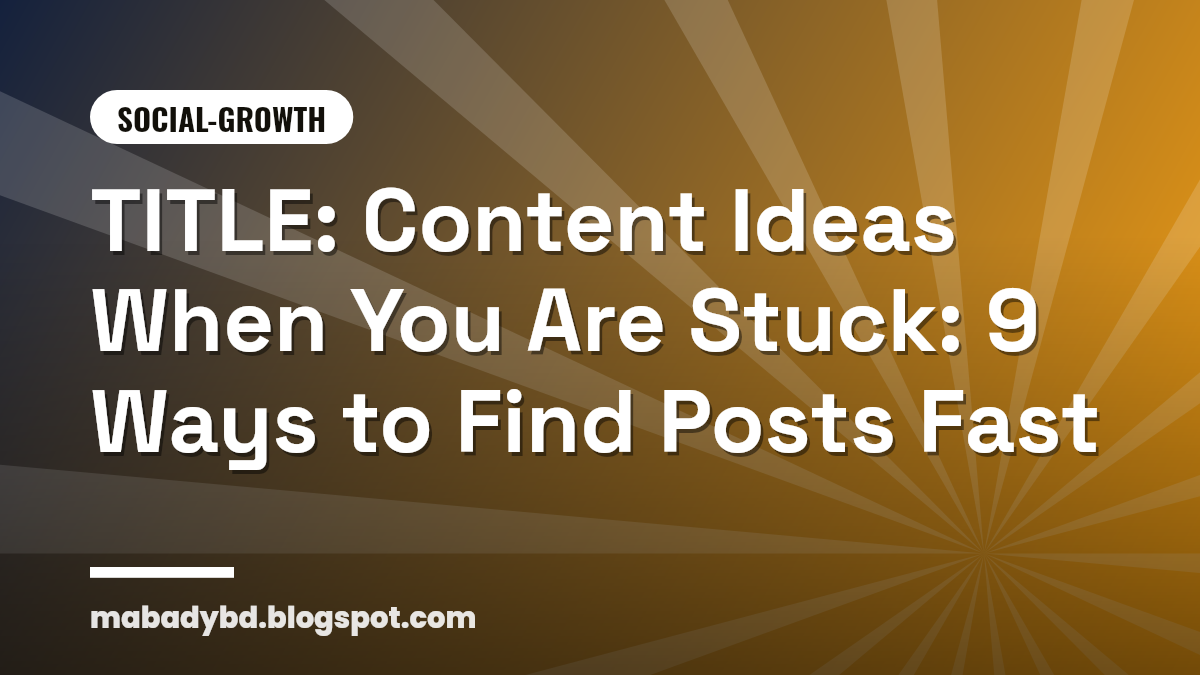 SOCIAL-GROWTH
TITLE: Content Ideas
When You Are Stuck: 9
Ways to Find Posts Fast
mabadybd.blogspot.com